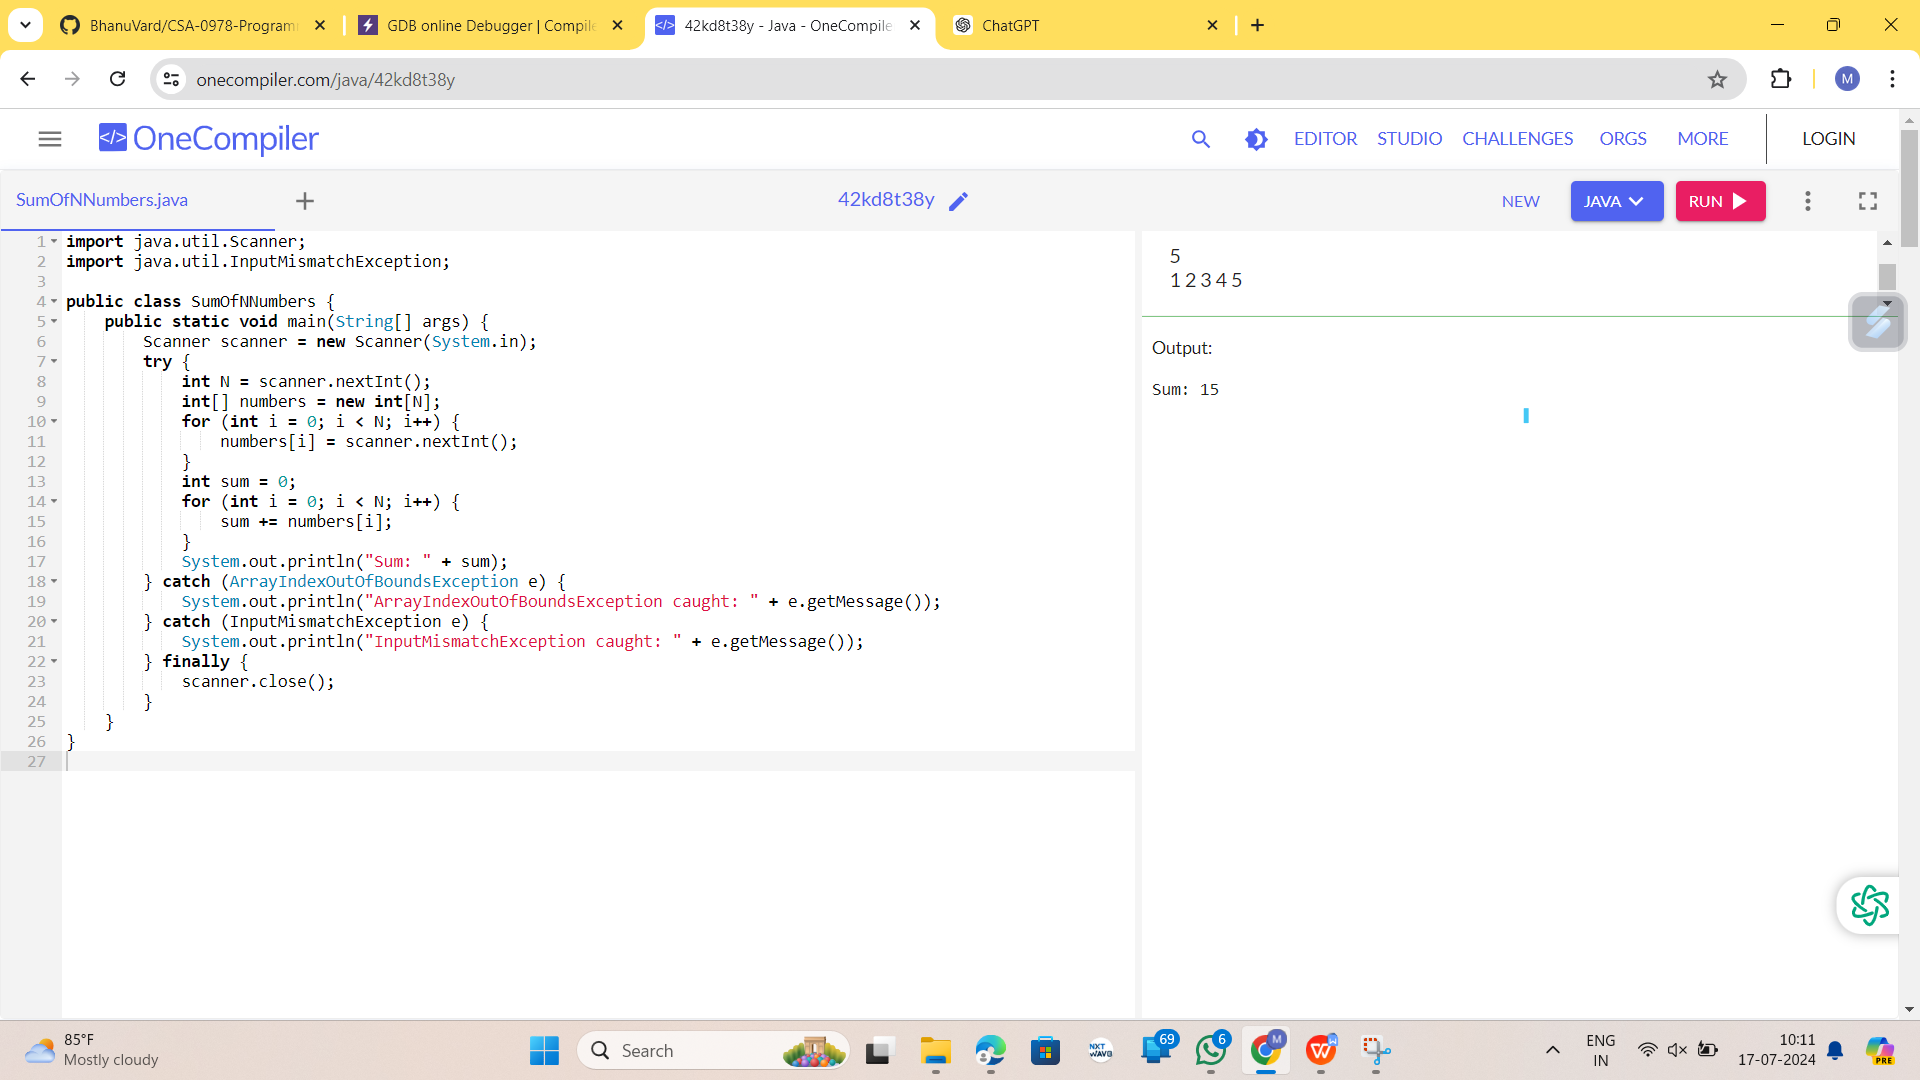 BhanuVard/CSA-0978-Programm
GDB online Debugger | Compile
42kd8t38y - Java - OneCompile
ChatGPT
onecompiler.com/java/42kd8t38y
M
</> OneCompiler
EDITOR
STUDIO
CHALLENGES
ORGS
MORE
LOGIN
SumOfNNumbers.java
42kd8t38y
NEW
JAVA
RUN
1 import java.util.Scanner;
2 import java.util.InputMismatchException;
3
4 public class SumOfNNumbers {
5     public static void main(String[] args) {
6         Scanner scanner = new Scanner(System.in);
7         try {
8             int N = scanner.nextInt();
9             int[] numbers = new int[N];
10             for (int i = 0; i < N; i++) {
11                 numbers[i] = scanner.nextInt();
12             }
13             int sum = 0;
14             for (int i = 0; i < N; i++) {
15                 sum += numbers[i];
16             }
17             System.out.println("Sum: " + sum);
18         } catch (ArrayIndexOutOfBoundsException e) {
19             System.out.println("ArrayIndexOutOfBoundsException caught: " + e.getMessage());
20         } catch (InputMismatchException e) {
21             System.out.println("InputMismatchException caught: " + e.getMessage());
22         } finally {
23             scanner.close();
24         }
25     }
26 }
27
5
1 2 3 4 5
Output:
Sum: 15
85°F
Mostly cloudy
Search
NXT
WAVE
69
6
M
W
ENG
IN
10:11
17-07-2024
PRE